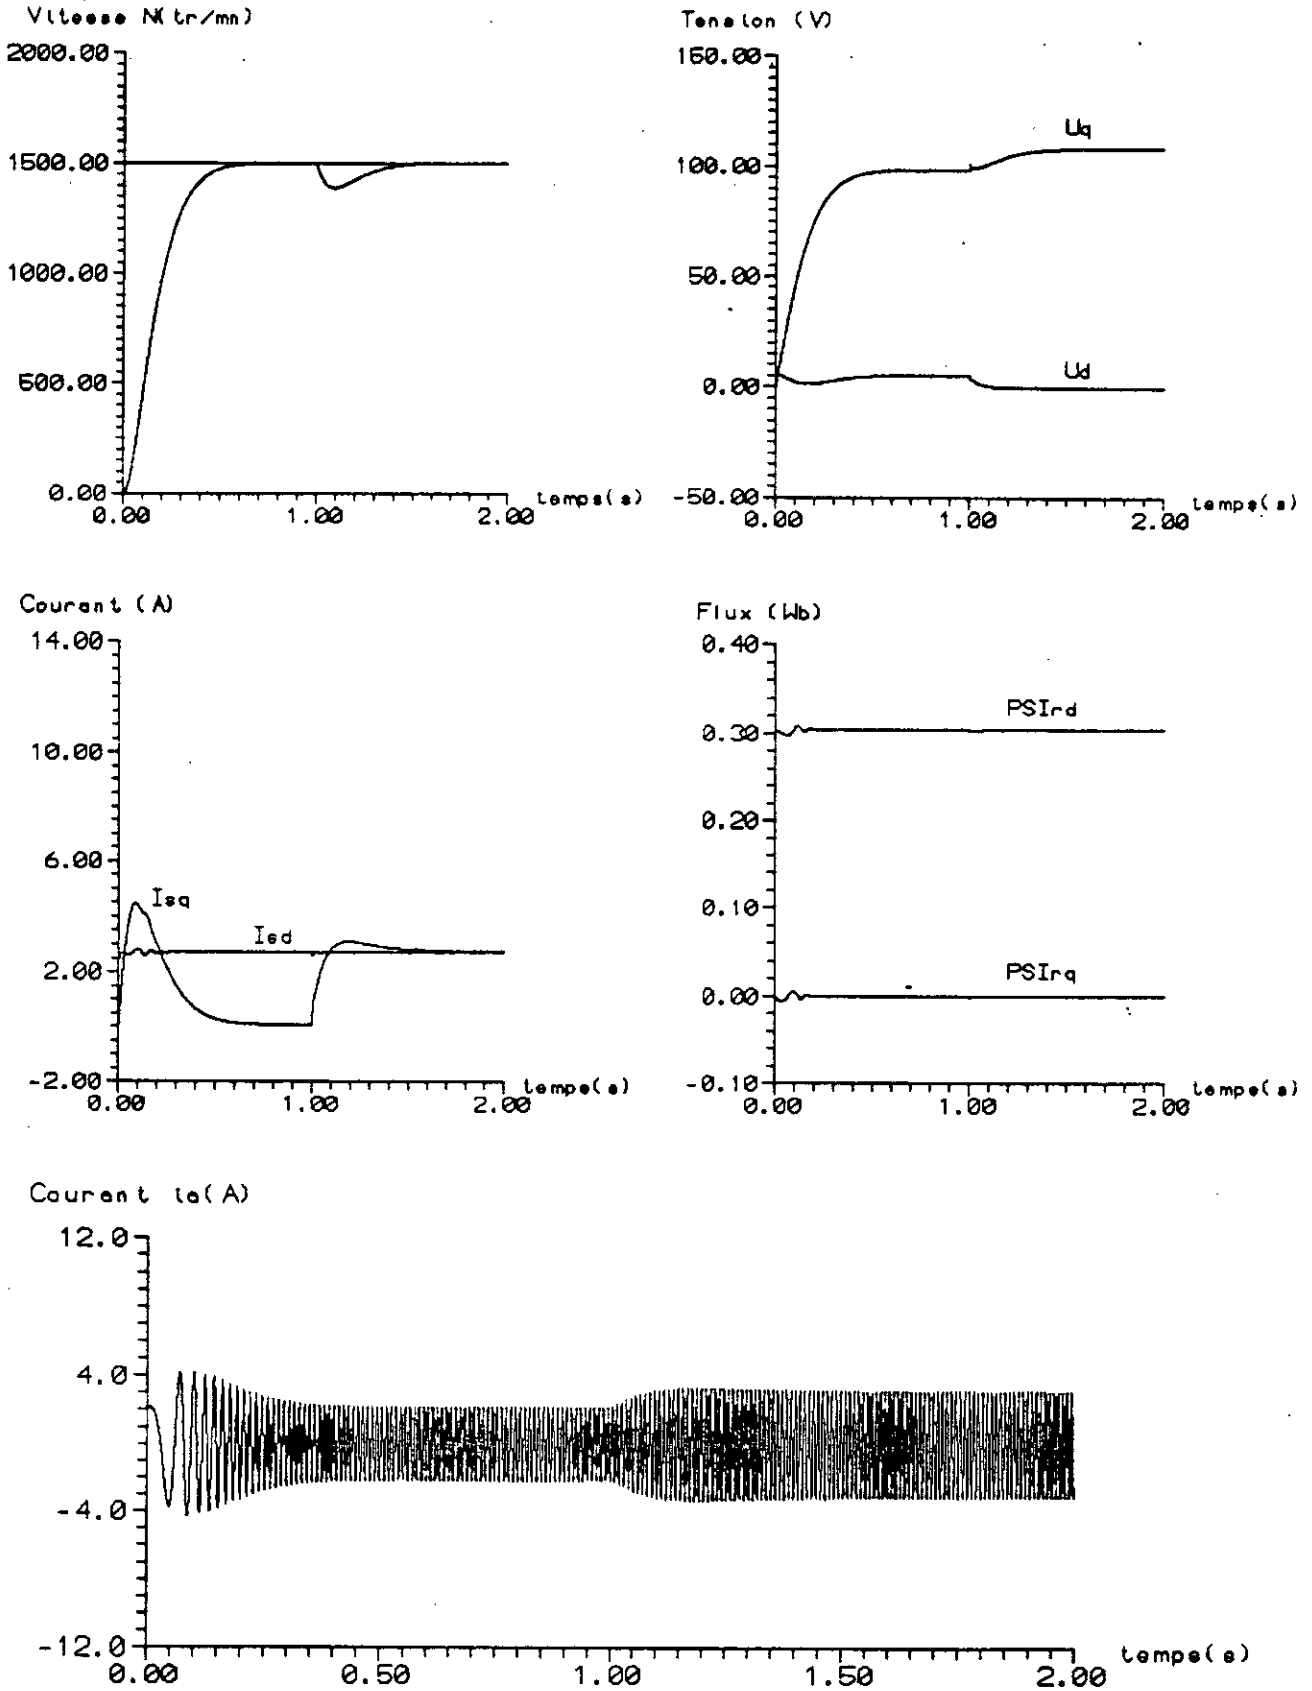 Vitesse N(tr/mn)
2000.00
1500.00
1000.00
500.00
0.00
0.00
1.00
2.00
temps(s)
Tension (V)
150.00
100.00
50.00
0.00
-50.00
Uq
Ud
0.00
1.00
2.00
temps(s)
Courant (A)
14.00
10.00
6.00
2.00
-2.00
Isq
Isd
0.00
1.00
2.00
temps(s)
Flux (Wb)
0.40
0.30
0.20
0.10
0.00
-0.10
PSIrd
PSIrq
0.00
1.00
2.00
temps(s)
Courant ia(A)
12.0
4.0
-4.0
-12.0
0.00
0.50
1.00
1.50
2.00
temps(s)